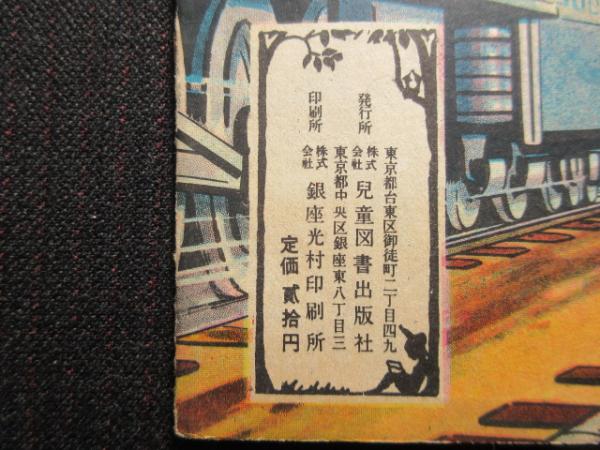 東京都台東区御徒町二丁目四九
発行所 株式会社 兒童図書出版社
東京都中央区銀座東八丁目三
印刷所 株式会社 銀座光村印刷所
定価 貳拾円